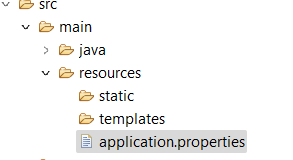 src
main
java
resources
static
templates
application.properties